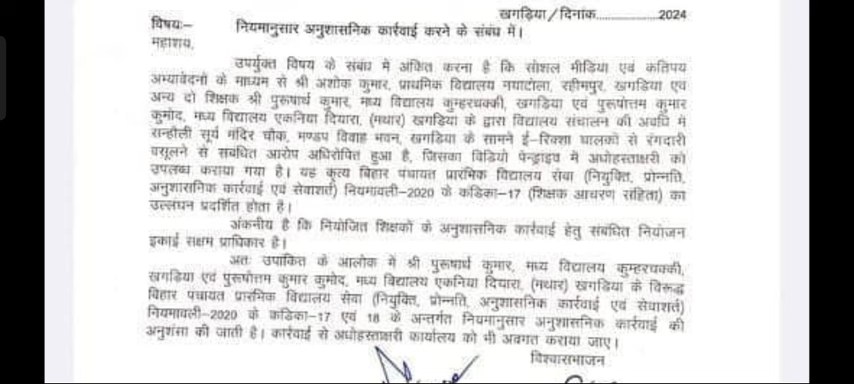 खगड़िया/दिनांक..................2024
विषयः– नियमानुसार अनुशासनिक कार्रवाई करने के संबंध में।
महाशय,
उपर्युक्त विषय के संबंध में अंकित करना है कि सोशल मीडिया एवं कतिपय
अभ्यावेदनों के माध्यम से श्री अशोक कुमार, प्राथमिक विद्यालय नयाटोला, रहीमपुर, खगड़िया एवं
अन्य दो शिक्षक श्री पुरूषार्थ कुमार, मध्य विद्यालय कुम्हरचक्की, खगड़िया एवं पुरूषोत्तम कुमार
कुमोद, मध्य विद्यालय एकनिया दियारा, (मथार) खगड़िया के द्वारा विद्यालय संचालन की अवधि में
सन्हौली सूर्य मंदिर चौक, मण्डप विवाह भवन, खगड़िया के सामने ई–रिक्शा चालकों से रंगदारी
वसूलने से संबंधित आरोप अधिरोपित हुआ है, जिसका विडियो पेन्ड्राइव में अधोहस्ताक्षरी को
उपलब्ध कराया गया है। यह कृत्य बिहार पंचायत प्रारंभिक विद्यालय सेवा (नियुक्ति, प्रोन्नति,
अनुशासनिक कार्रवाई एवं सेवाशर्त) नियमावली–2020 के कंडिका–17 (शिक्षक आचरण संहिता) का
उल्लंघन प्रदर्शित होता है।
अंकनीय है कि नियोजित शिक्षकों के अनुशासनिक कार्रवाई हेतु संबंधित नियोजन
इकाई सक्षम प्राधिकार है।
अतः उपांकित के आलोक में श्री पुरूषार्थ कुमार, मध्य विद्यालय कुम्हरचक्की,
खगड़िया एवं पुरूषोत्तम कुमार कुमोद, मध्य विद्यालय एकनिया दियारा, (मथार) खगड़िया के विरूद्ध
बिहार पंचायत प्रारंभिक विद्यालय सेवा (नियुक्ति, प्रोन्नति, अनुशासनिक कार्रवाई एवं सेवाशर्त)
नियमावली–2020 के कंडिका–17 एवं 18 के अन्तर्गत नियमानुसार अनुशासनिक कार्रवाई की
अनुशंसा की जाती है। कार्रवाई से अधोहस्ताक्षरी कार्यालय को भी अवगत कराया जाए।
विश्वासभाजन